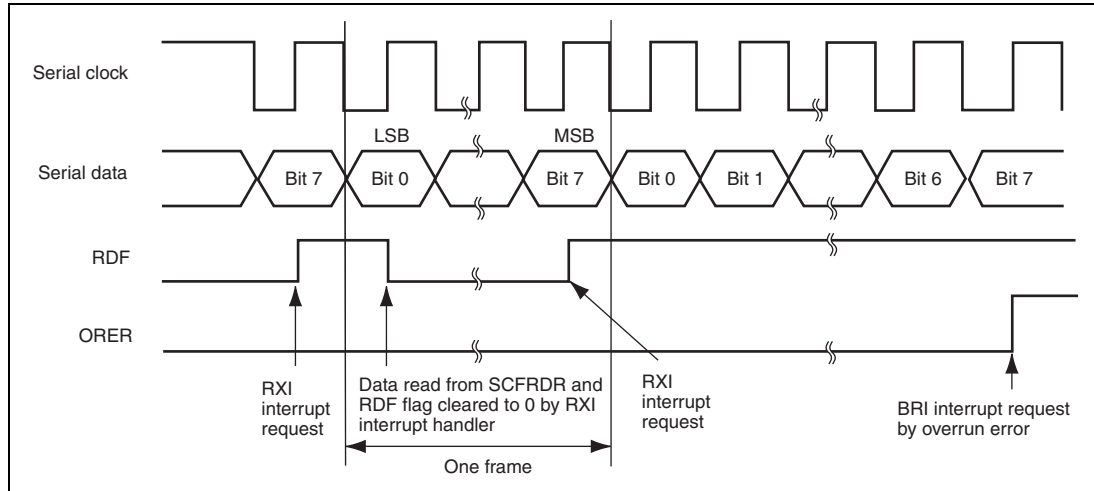 Serial clock
LSB
MSB
Serial data
Bit 7
Bit 0
Bit 7
Bit 0
Bit 1
Bit 6
Bit 7
RDF
ORER
RXI
interrupt
request
Data read from SCFRDR and
RDF flag cleared to 0 by RXI
interrupt handler
RXI
interrupt
request
BRI interrupt request
by overrun error
One frame